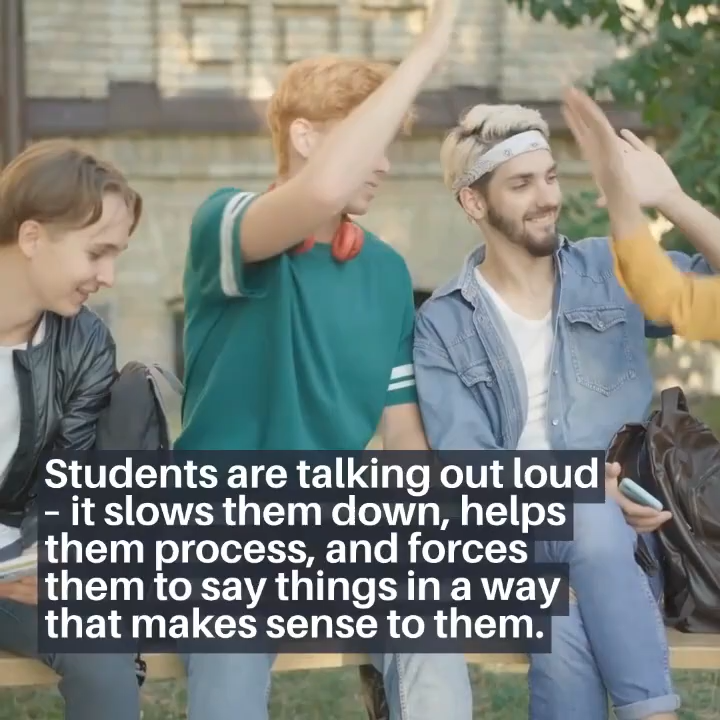 Students are talking out loud
– it slows them down, helps
them process, and forces
them to say things in a way
that makes sense to them.